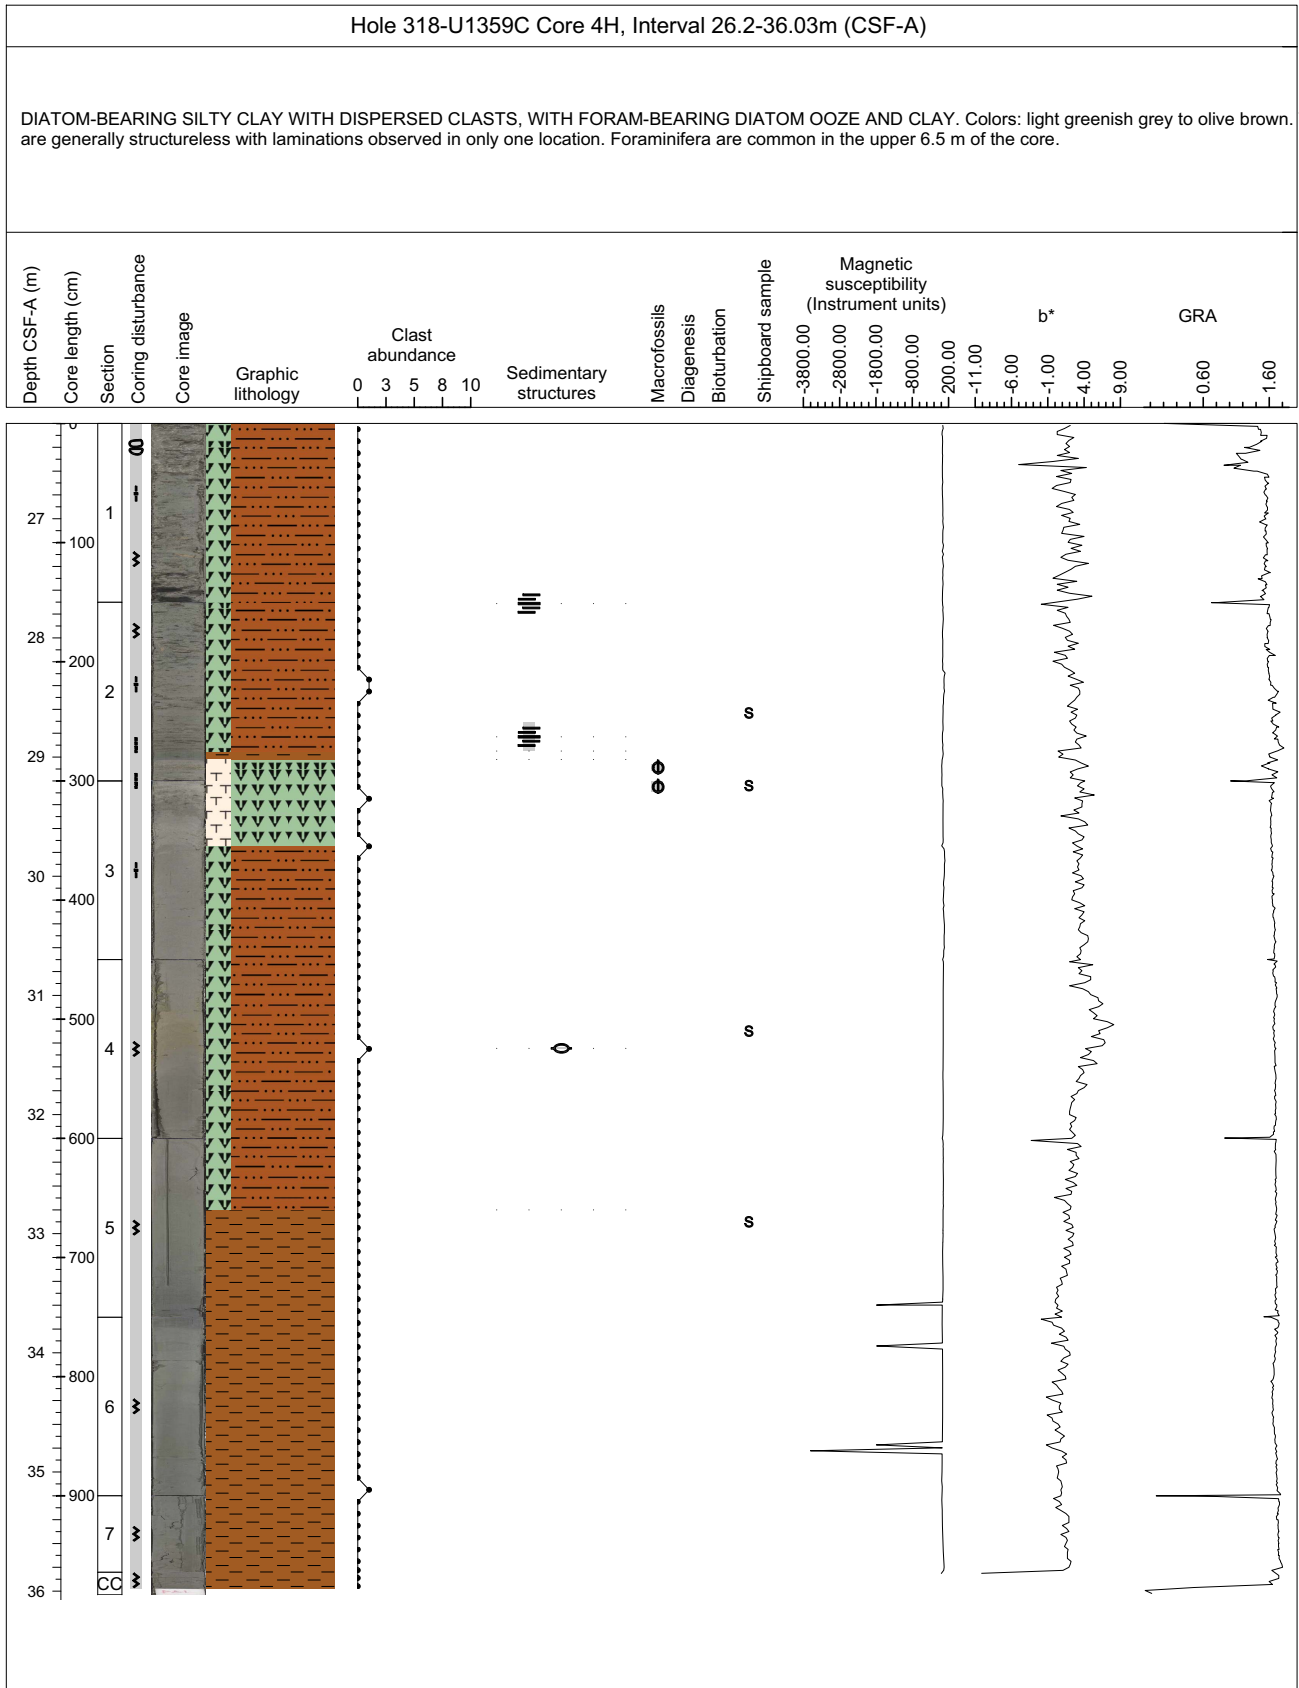 Hole 318-U1359C Core 4H, Interval 26.2-36.03m (CSF-A)
DIATOM-BEARING SILTY CLAY WITH DISPERSED CLASTS, WITH FORAM-BEARING DIATOM OOZE AND CLAY. Colors: light greenish grey to olive brown.
are generally structureless with laminations observed in only one location. Foraminifera are common in the upper 6.5 m of the core.
Depth CSF-A (m)
Core length (cm)
Section
Coring disturbance
Core image
Graphic
lithology
Clast
abundance
0 3 5 8 10
Sedimentary
structures
Macrofossils
Diagenesis
Bioturbation
Shipboard sample
Magnetic
susceptibility
(Instrument units)
-3800.00
-2800.00
-1800.00
-800.00
200.00
b*
-11.00
-6.00
-1.00
4.00
9.00
GRA
0.60
1.60
0
1
27
100
28
200
2
S
29
300
S
3
30
400
31
500
S
4
32
600
5
S
33
700
34
800
6
35
900
7
CC
36